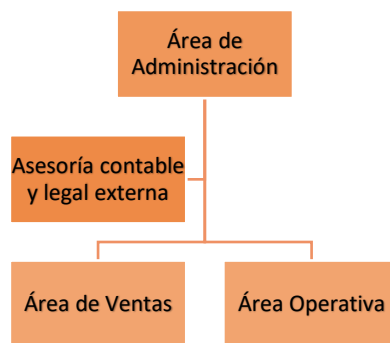 Área de
Administración
Asesoría contable
y legal externa
Área de Ventas
Área Operativa